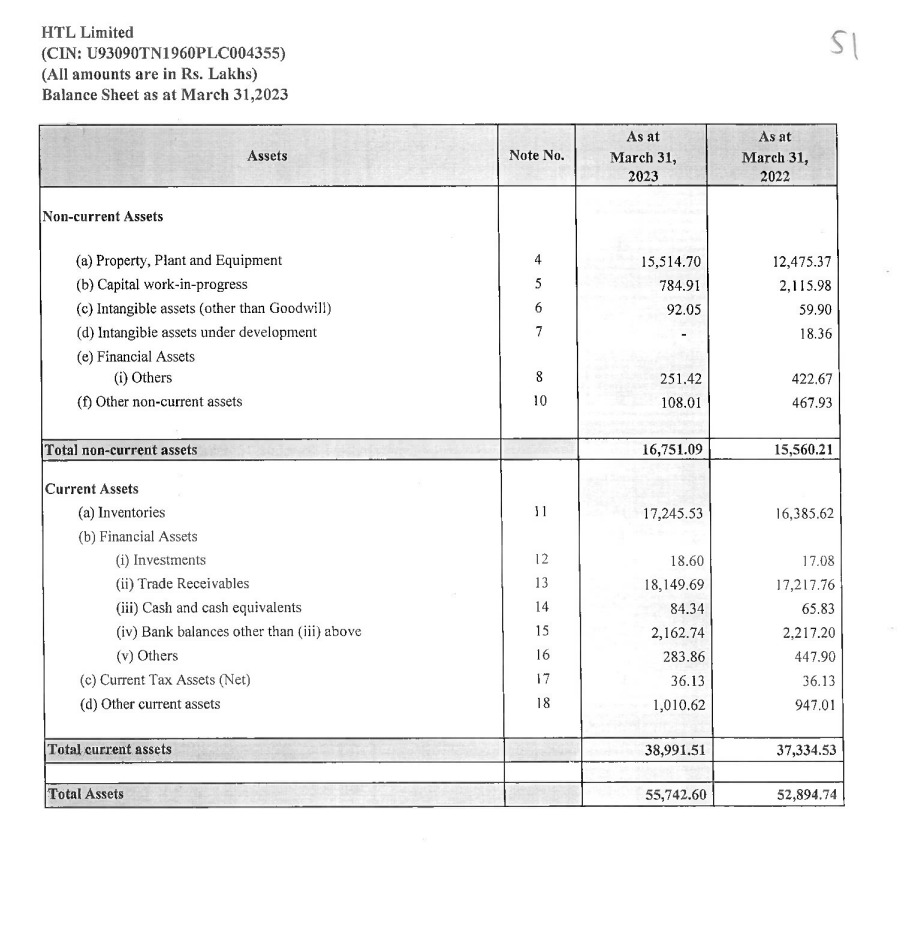 HTL Limited
(CIN: U93090TN1960PLC004355)
(All amounts are in Rs. Lakhs)
Balance Sheet as at March 31,2023
51
Assets Note No. As at March 31, 2023 As at March 31, 2022
Non-current Assets
(a) Property, Plant and Equipment 4 15,514.70 12,475.37
(b) Capital work-in-progress 5 784.91 2,115.98
(c) Intangible assets (other than Goodwill) 6 92.05 59.90
(d) Intangible assets under development 7 - 18.36
(e) Financial Assets
(i) Others 8 251.42 422.67
(f) Other non-current assets 10 108.01 467.93
Total non-current assets 16,751.09 15,560.21
Current Assets
(a) Inventories 11 17,245.53 16,385.62
(b) Financial Assets
(i) Investments 12 18.60 17.08
(ii) Trade Receivables 13 18,149.69 17,217.76
(iii) Cash and cash equivalents 14 84.34 65.83
(iv) Bank balances other than (iii) above 15 2,162.74 2,217.20
(v) Others 16 283.86 447.90
(c) Current Tax Assets (Net) 17 36.13 36.13
(d) Other current assets 18 1,010.62 947.01
Total current assets 38,991.51 37,334.53
Total Assets 55,742.60 52,894.74